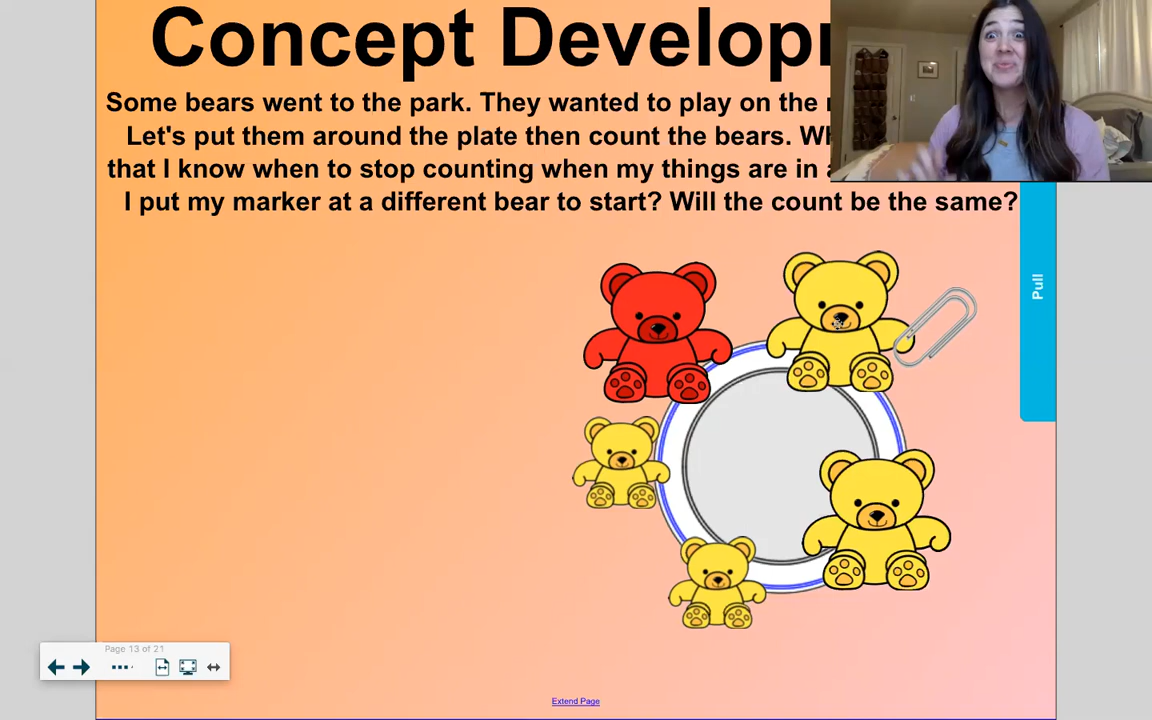 Concept Develop
Some bears went to the park. They wanted to play on the
Let's put them around the plate then count the bears.
that I know when to stop counting when my things are in
I put my marker at a different bear to start? Will the count be the same?
Pull
Page 13 of 21
Extend Page